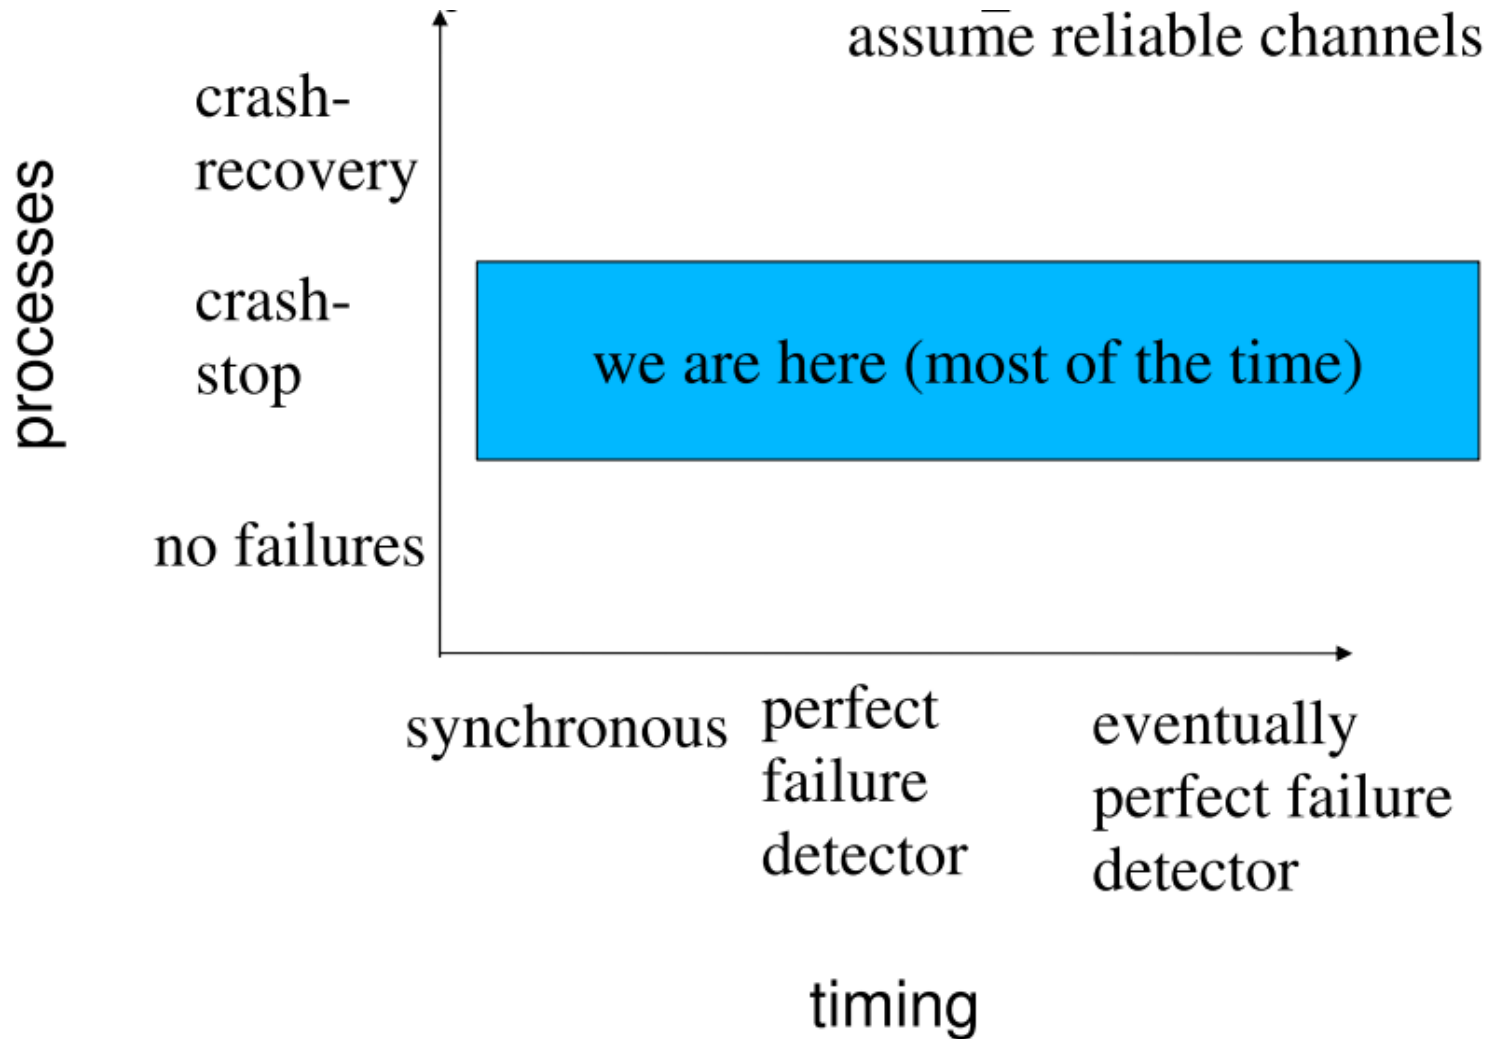 assume reliable channels
crash-
recovery
processes
crash-
stop
we are here (most of the time)
no failures
synchronous
perfect
failure
detector
eventually
perfect failure
detector
timing